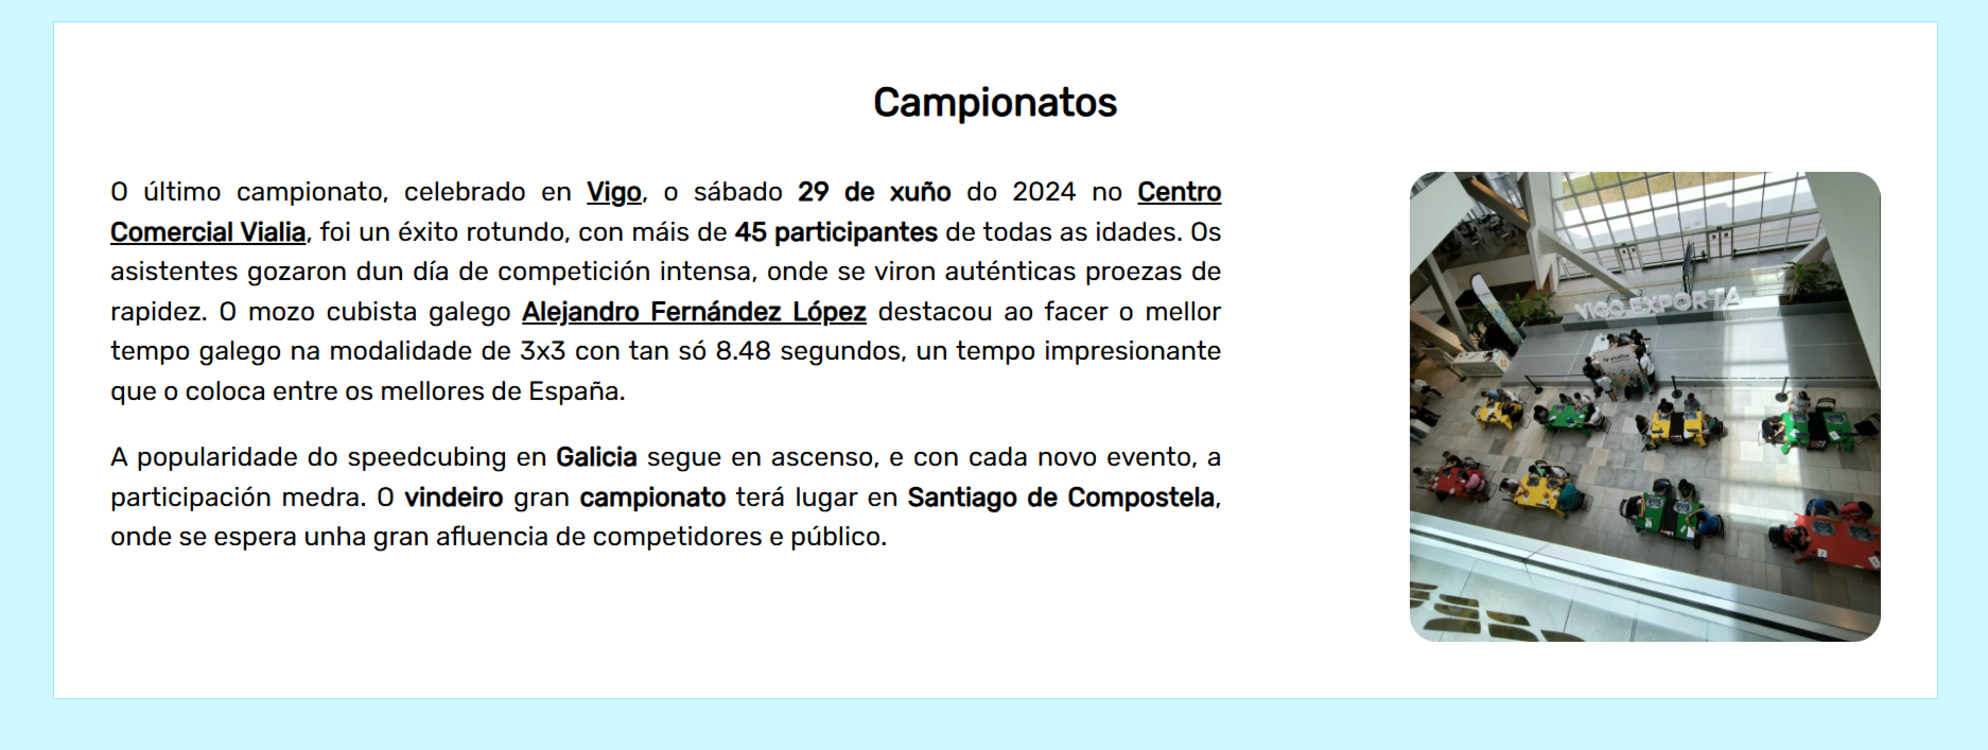 Campionatos
O último campionato, celebrado en Vigo, o sábado 29 de xuño do 2024 no Centro
Comercial Vialia, foi un éxito rotundo, con máis de 45 participantes de todas as idades. Os
asistentes gozaron dun día de competición intensa, onde se viron auténticas proezas de
rapidez. O mozo cubista galego Alejandro Fernández López destacou ao facer o mellor
tempo galego na modalidade de 3x3 con tan só 8.48 segundos, un tempo impresionante
que o coloca entre os mellores de España.
A popularidade do speedcubing en Galicia segue en ascenso, e con cada novo evento, a
participación medra. O vindeiro gran campionato terá lugar en Santiago de Compostela,
onde se espera unha gran afluencia de competidores e público.
VIGO EXPORTA